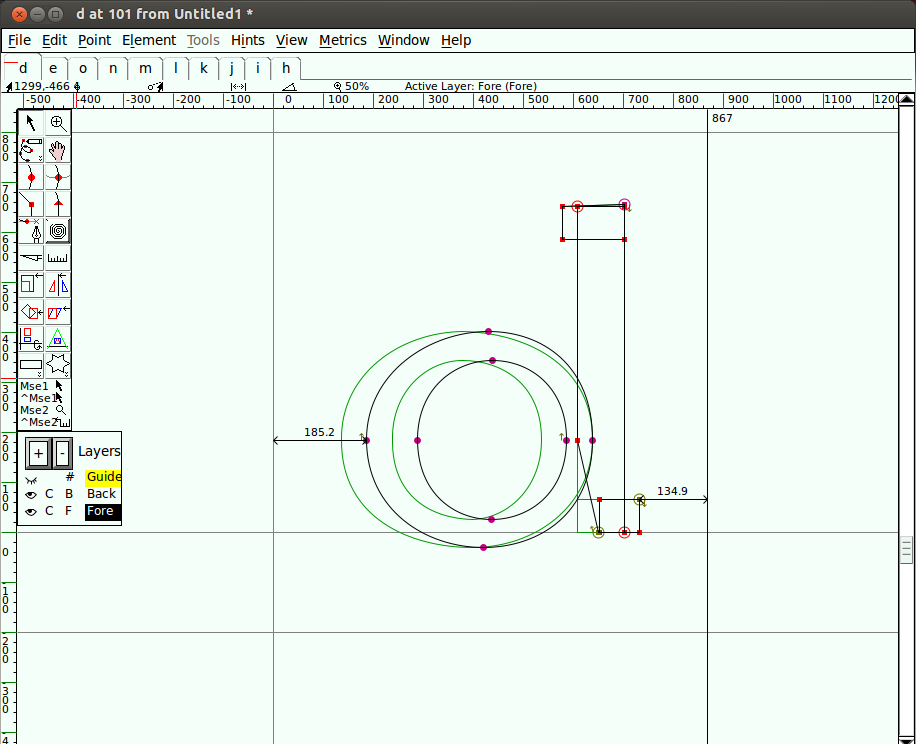 d at 101 from Untitled1 *
File Edit Point Element Tools Hints View Metrics Window Help
d e o n m l k j i h
1299,-466 50% Active Layer: Fore (Fore)
-500 -400 -300 -200 -100 0 100 200 300 400 500 600 700 800 900 1000 1100 1200
867
800
700
600
500
400
300
200
100
0
100
200
300
4
Mse1
^Mse1
Mse2
^Mse2
+ - Layers
# Guide
C B Back
C F Fore
185.2
134.9